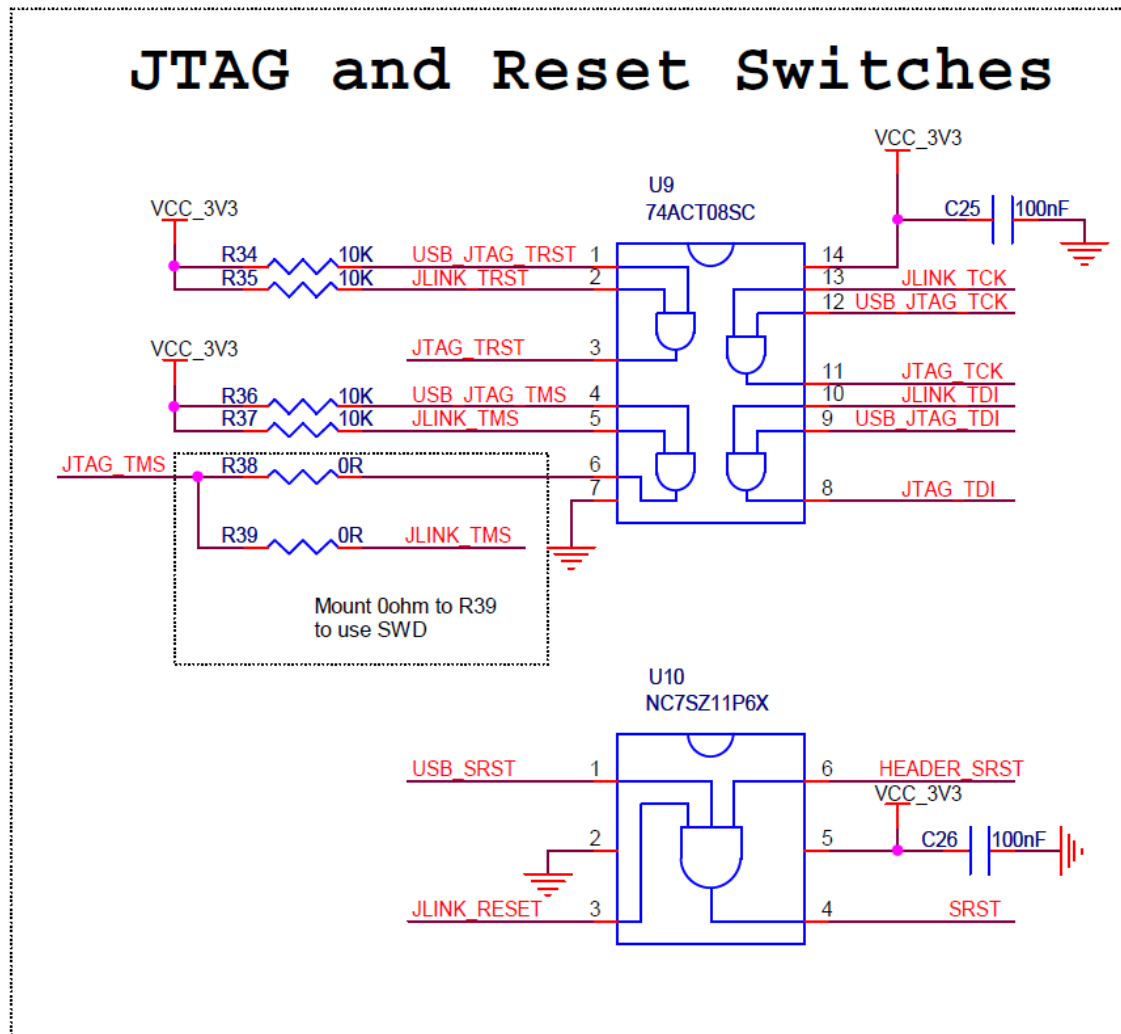 JTAG and Reset Switches
VCC_3V3
U9
74ACT08SC
C25 100nF
VCC_3V3
R34 10K USB_JTAG_TRST 1
R35 10K JLINK_TRST 2
14
13 JLINK_TCK
12 USB_JTAG_TCK
JTAG_TRST 3
VCC_3V3
11 JTAG_TCK
R36 10K USB_JTAG_TMS 4
10 JLINK_TDI
R37 10K JLINK_TMS 5
9 USB_JTAG_TDI
JTAG_TMS R38 0R 6
7
8 JTAG_TDI
R39 0R JLINK_TMS
Mount 0ohm to R39
to use SWD
U10
NC7SZ11P6X
USB_SRST 1
6 HEADER_SRST
VCC_3V3
2
5 C26 100nF
JLINK_RESET 3
4 SRST